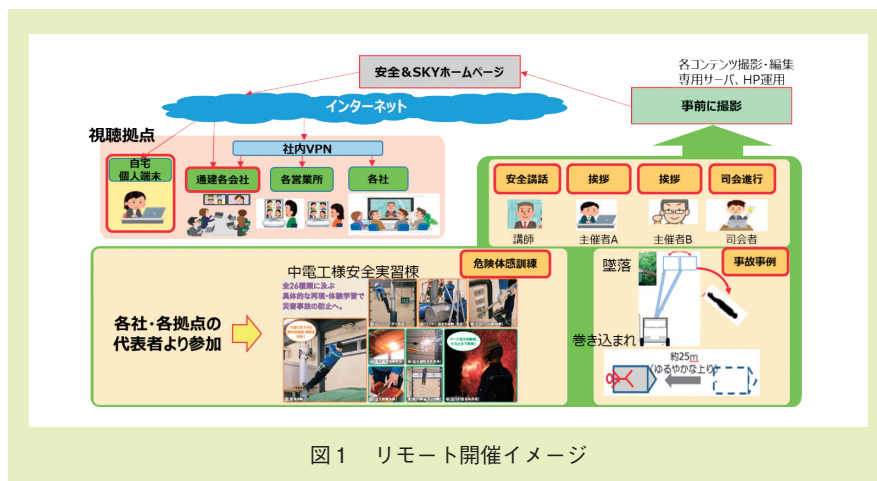 安全&SKYホームページ
各コンテンツ撮影・編集
専用サーバ、HP運用
事前に撮影
インターネット
視聴拠点
社内VPN
自宅
個人端末
通建各会社
各営業所
各社
安全講話
挨拶
挨拶
司会進行
講師
主催者A
主催者B
司会者
危険体感訓練
中電工様安全実習棟
全26種類に及ぶ
具体的な再現・体験学習で
災害事故の防止へ。
各社・各拠点の
代表者より参加
事故事例
墜落
巻き込まれ
約25m
(ゆるやかな上り)
図1 リモート開催イメージ